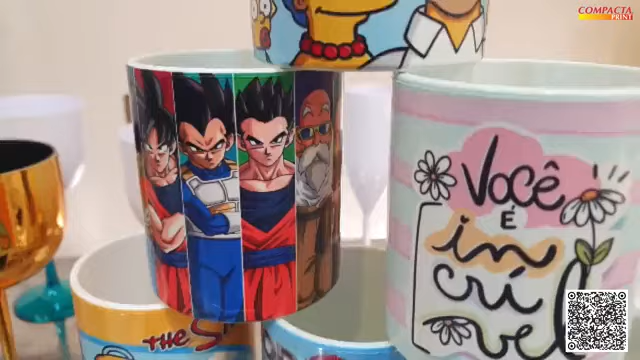 COMPACTA
PRINT
Você
É
in
crí
vel
THE S